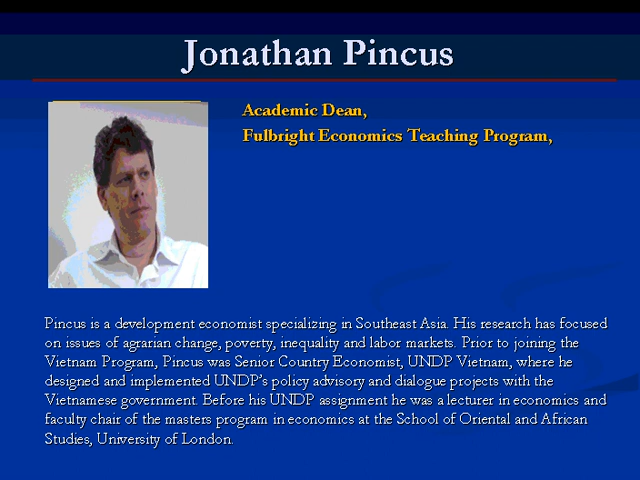 Jonathan Pincus
Academic Dean,
Fulbright Economics Teaching Program,
Pincus is a development economist specializing in Southeast Asia. His research has focused
on issues of agrarian change, poverty, inequality and labor markets. Prior to joining the
Vietnam Program, Pincus was Senior Country Economist, UNDP Vietnam, where he
designed and implemented UNDP's policy advisory and dialogue projects with the
Vietnamese government. Before his UNDP assignment he was a lecturer in economics and
faculty chair of the masters program in economics at the School of Oriental and African
Studies, University of London.